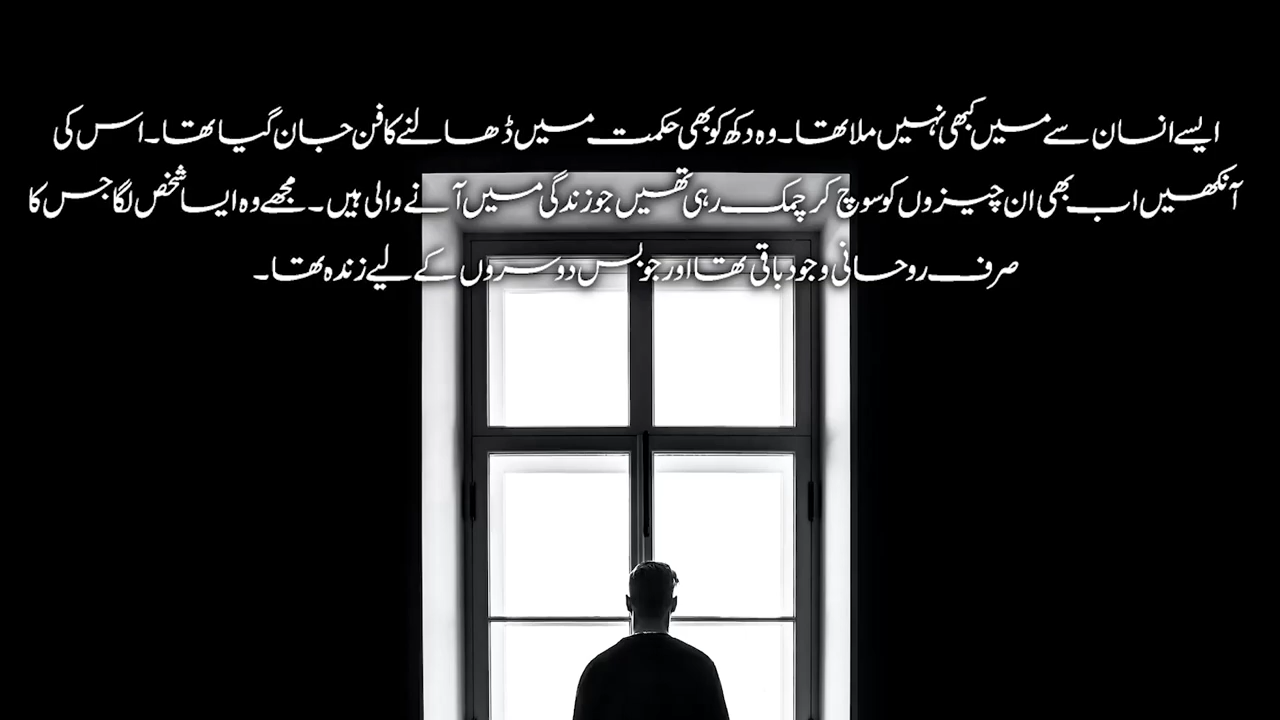 ایسے انسان سے میں کبھی نہیں ملا تھا۔ وہ دکھ کو بھی حکمت میں ڈھالنے کا فن جان گیا تھا۔ اس کی
آنکھیں اب بھی ان چیزوں کو سوچ کر چمک رہی تھیں جو زندگی میں آنے والی ہیں۔ مجھے وہ ایسا شخص لگا جس کا
صرف روحانی وجود باقی تھا اور جو بس دوسروں کے لیے زندہ تھا۔